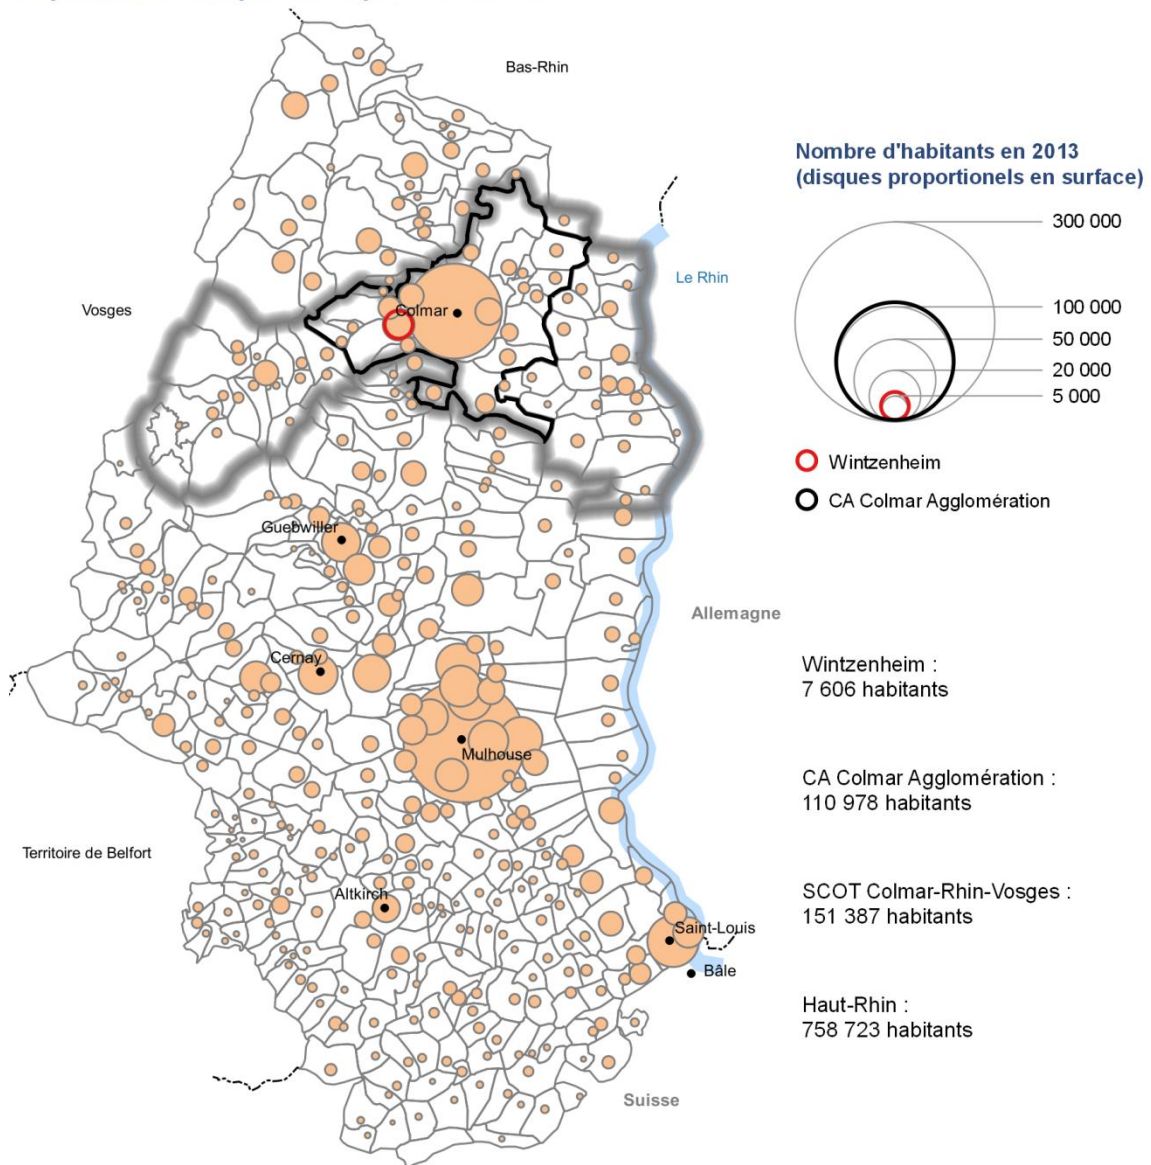 Bas-Rhin
Nombre d'habitants en 2013
(disques proportionels en surface)
300 000
Le Rhin
Vosges
Colmar
100 000
50 000
20 000
5 000
Wintzenheim
CA Colmar Agglomération
Guebwiller
Allemagne
Cernay
Wintzenheim :
7 606 habitants
Mulhouse
CA Colmar Agglomération :
110 978 habitants
Territoire de Belfort
Altkirch
SCOT Colmar-Rhin-Vosges :
151 387 habitants
Saint-Louis
Bâle
Haut-Rhin :
758 723 habitants
Suisse